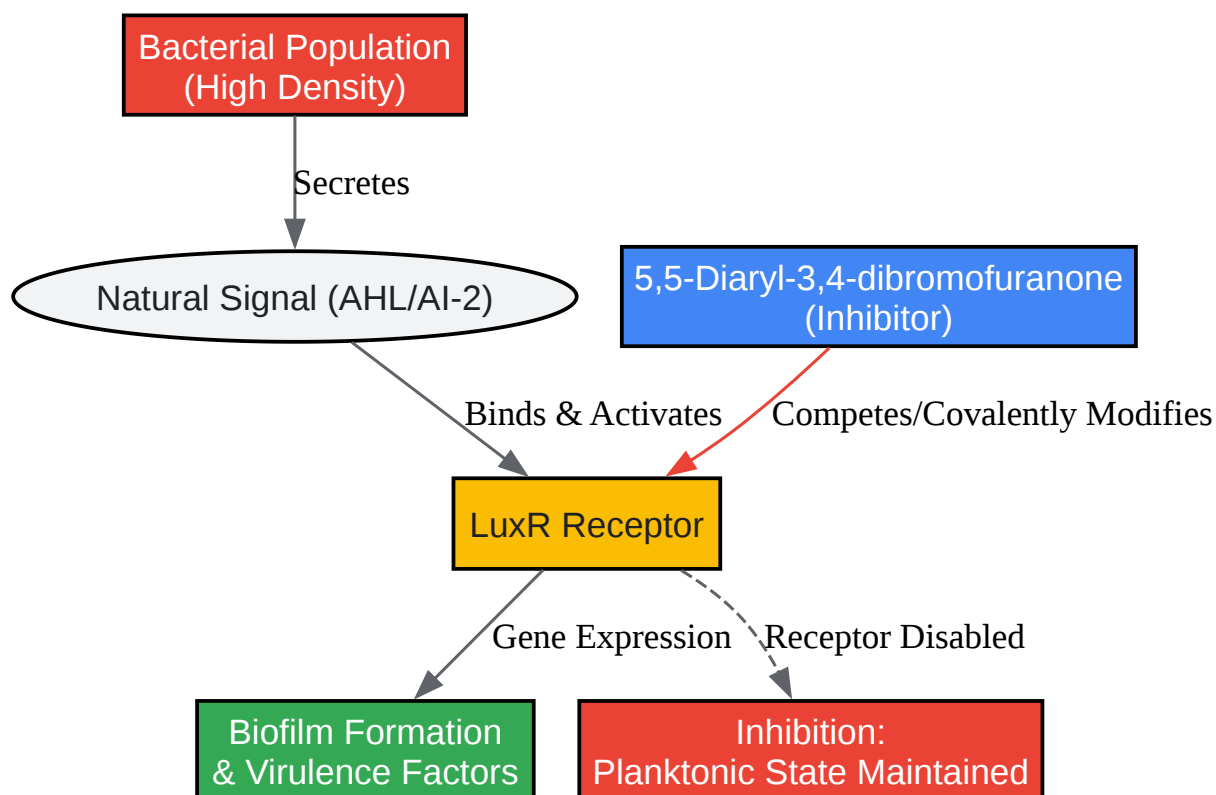 Bacterial Population
(High Density)
Secretes
Natural Signal (AHL/AI-2)
5,5-Diaryl-3,4-dibromofuranone
(Inhibitor)
Binds & Activates
Competes/Covalently Modifies
LuxR Receptor
Gene Expression
Receptor Disabled
Biofilm Formation
& Virulence Factors
Inhibition:
Planktonic State Maintained